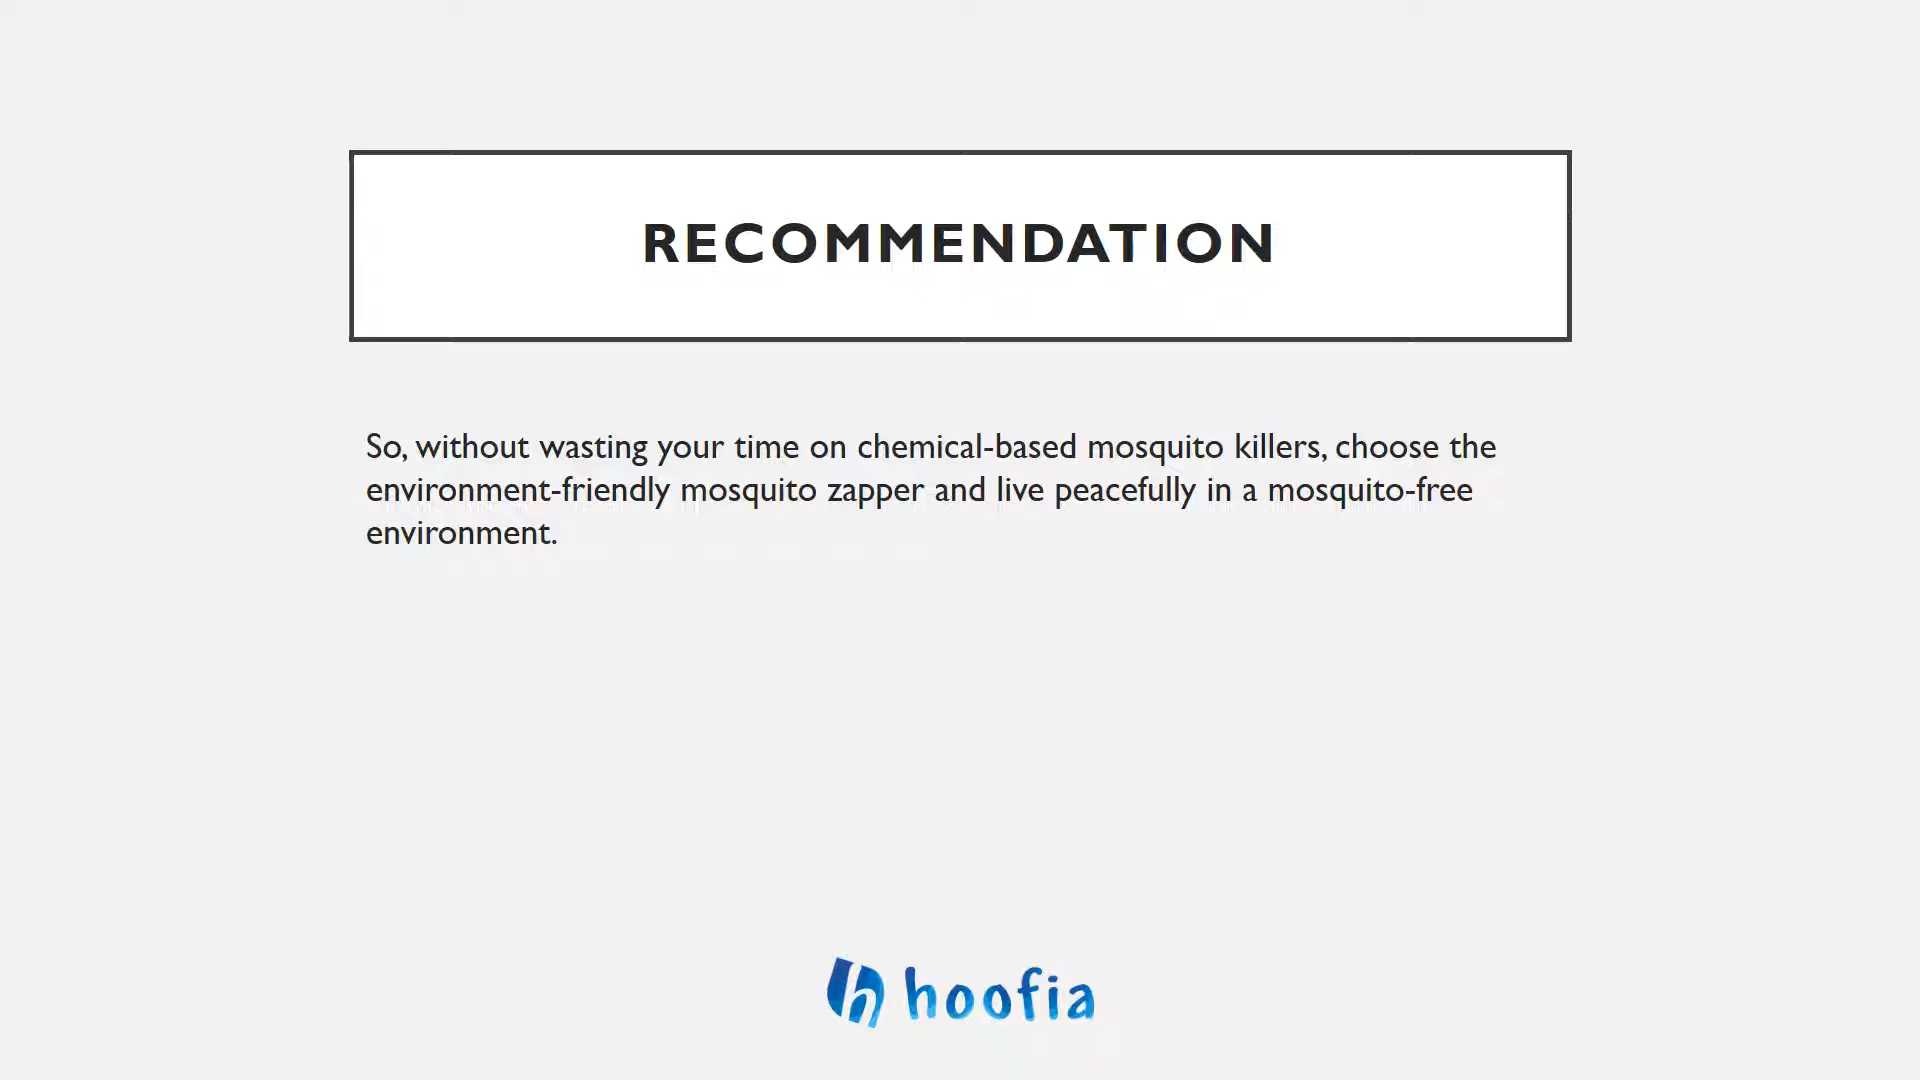 RECOMMENDATION
So, without wasting your time on chemical-based mosquito killers, choose the
environment-friendly mosquito zapper and live peacefully in a mosquito-free
environment.
h hoofia